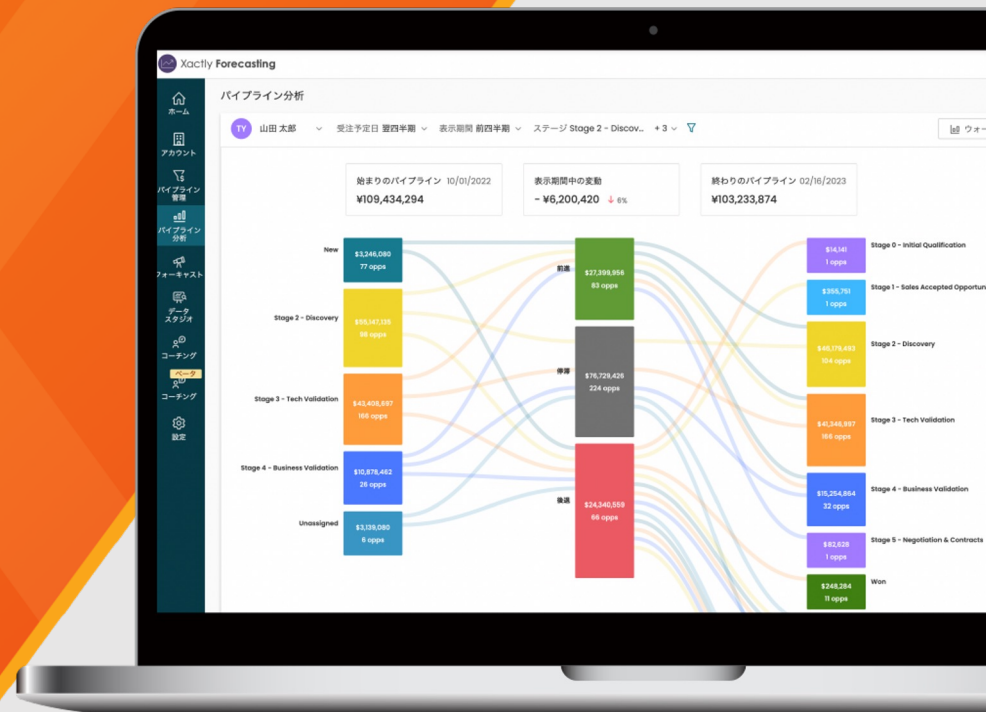 Xactly Forecasting
パイプライン分析
TY 山田 太郎 受注予定日 翌四半期 表示期間 前四半期 ステージ Stage 2 - Discov... + 3
ウォー
ホーム
アカウント
パイプライン
管理
パイプライン
分析
フォーキャスト
データ
スタジオ
コーチング
ベータ
コーチング
設定
始まりのパイプライン 10/01/2022
¥109,434,294
表示期間中の変動
- ¥6,200,420 ↓ 6%
終わりのパイプライン 02/16/2023
¥103,233,874
New
$3,246,080
77 opps
Stage 2 - Discovery
88 opps
Stage 3 - Tech Validation
$43,408,697
166 opps
Stage 4 - Business Validation
$10,878,462
26 opps
Unassigned
$3,139,080
6 opps
前進
$27,399,956
83 opps
停滞
$76,729,426
224 opps
後退
$24,340,559
66 opps
$14,141
1 opps
Stage 0 - Initial Qualification
$355,751
1 opps
Stage 1 - Sales Accepted Opportun
104 opps
Stage 2 - Discovery
$41,346,997
166 opps
Stage 3 - Tech Validation
$15,254,864
32 opps
Stage 4 - Business Validation
$82,628
1 opps
Stage 5 - Negotiation & Contracts
$248,284
11 opps
Won